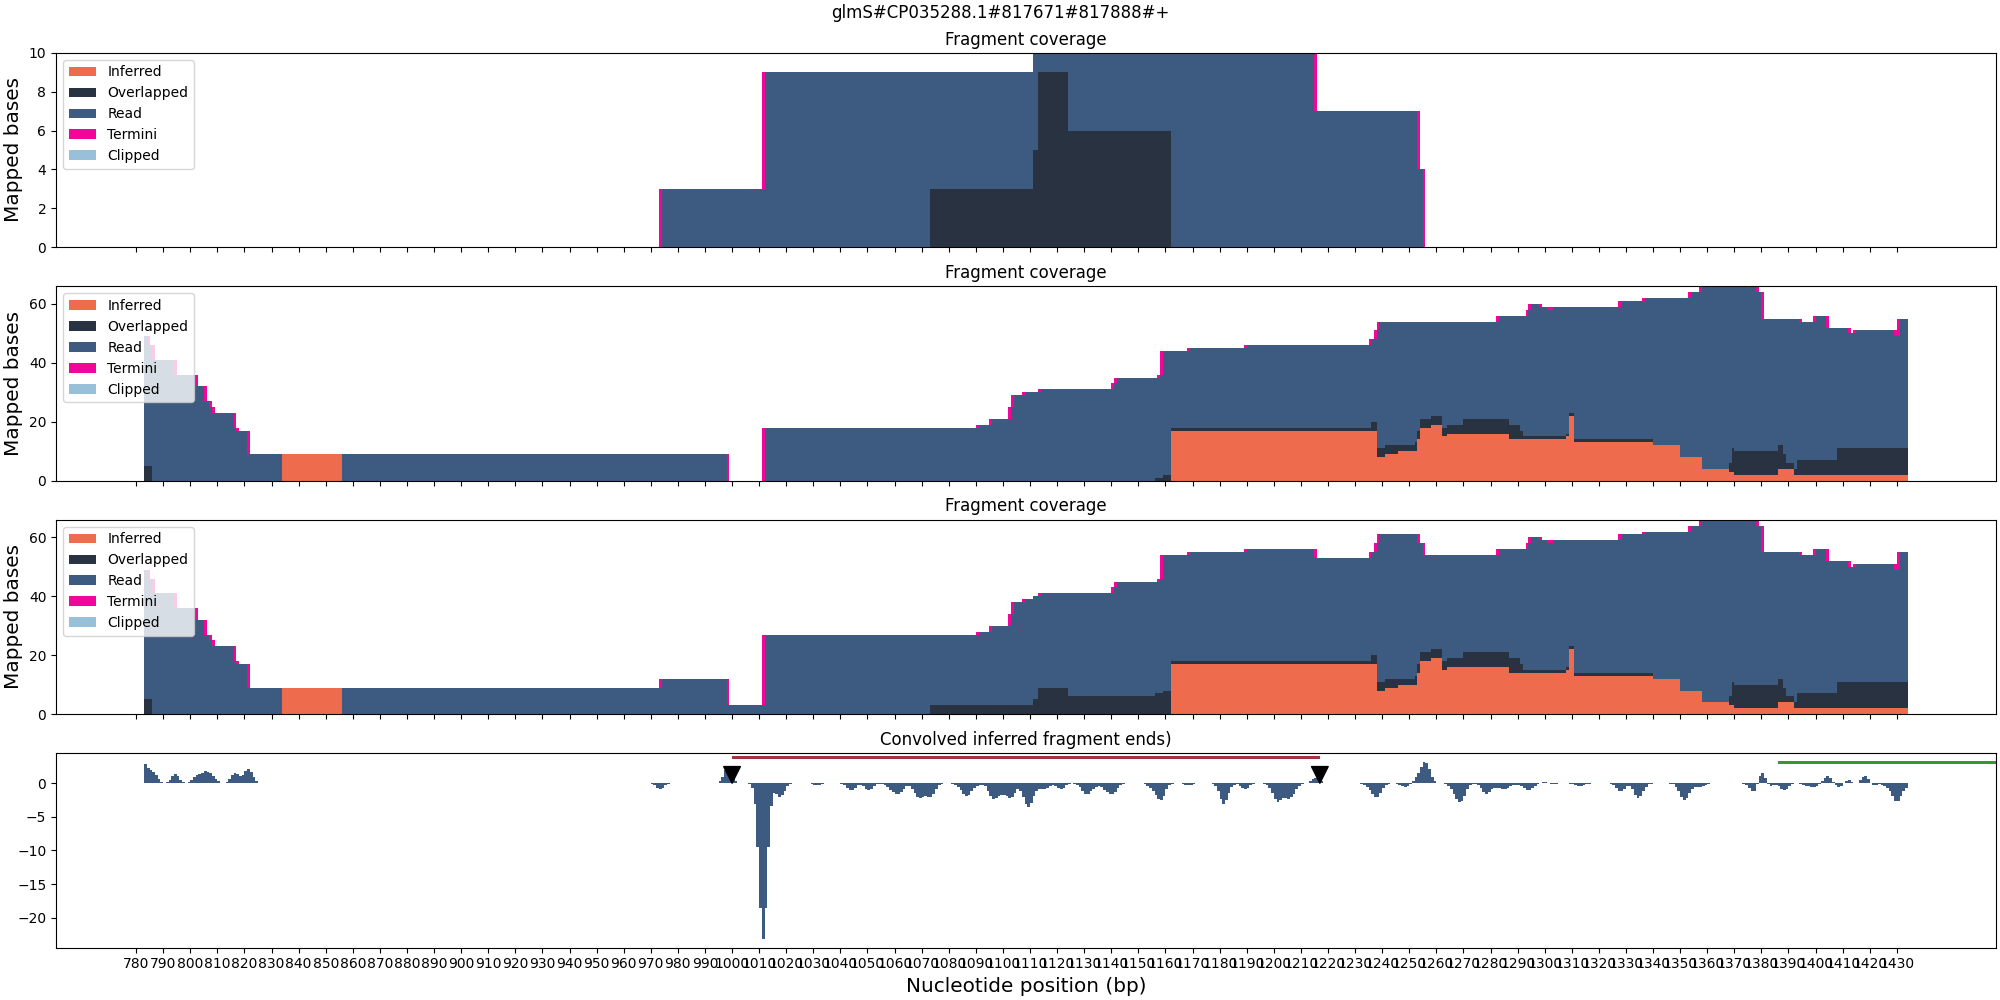 glmS#CP035288.1#817671#817888#+
Fragment coverage
Mapped bases
10
8
6
4
2
0
Inferred
Overlapped
Read
Termini
Clipped
Fragment coverage
Mapped bases
60
40
20
0
Inferred
Overlapped
Read
Termini
Clipped
Fragment coverage
Mapped bases
60
40
20
0
Inferred
Overlapped
Read
Termini
Clipped
Convolved inferred fragment ends)
0
−5
−10
−15
−20
780 790 800 810 820 830 840 850 860 870 880 890 900 910 920 930 940 950 960 970 980 990 1000 1010 1020 1030 1040 1050 1060 1070 1080 1090 1100 1110 1120 1130 1140 1150 1160 1170 1180 1190 1200 1210 1220 1230 1240 1250 1260 1270 1280 1290 1300 1310 1320 1330 1340 1350 1360 1370 1380 1390 1400 1410 1420 1430
Nucleotide position (bp)